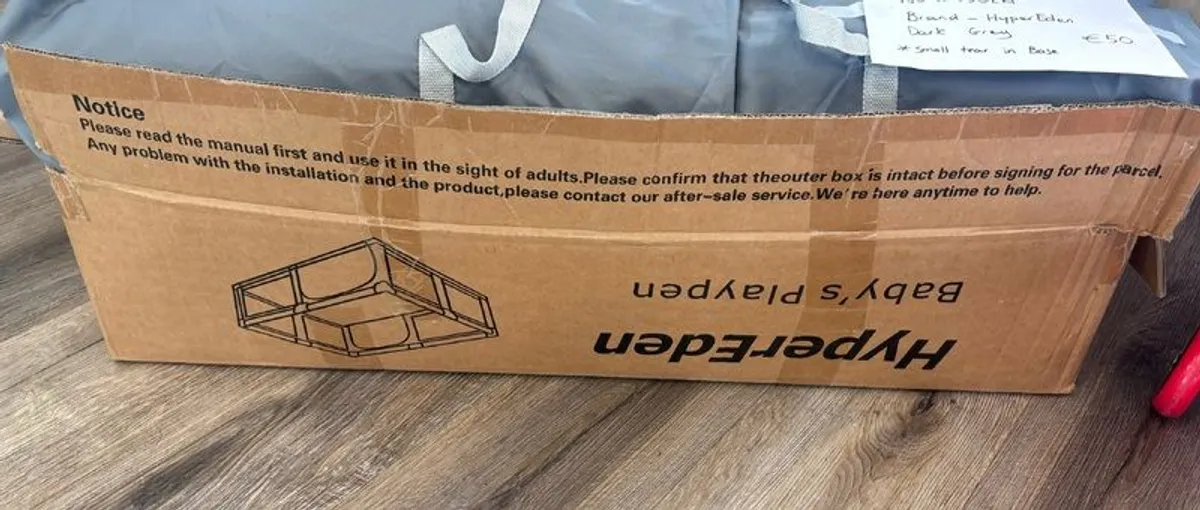 Brand - HyperEden
Dark Grey
€50
* Small tear in Base
Notice
Please read the manual first and use it in the sight of adults.Please confirm that theouter box is intact before signing for the parcel.
Any problem with the installation and the product,please contact our after-sale service.We're here anytime to help.
HyperEden
Baby's Playpen